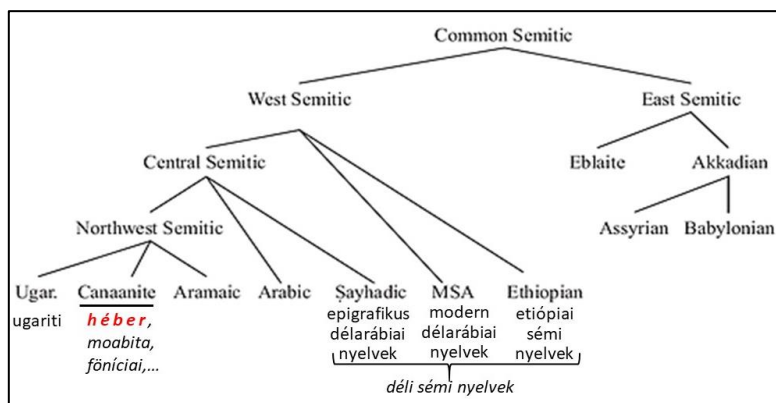 Common Semitic
West Semitic East Semitic
Central Semitic Eblaite Akkadian
Northwest Semitic Assyrian Babylonian
Ugar. Canaanite Aramaic Arabic Ṣayhadic MSA Ethiopian
ugariti héber, epigrafikus modern etiópiai
moabita, délarábiai délarábiai sémi
föníciai,... nyelvek nyelvek nyelvek
déli sémi nyelvek